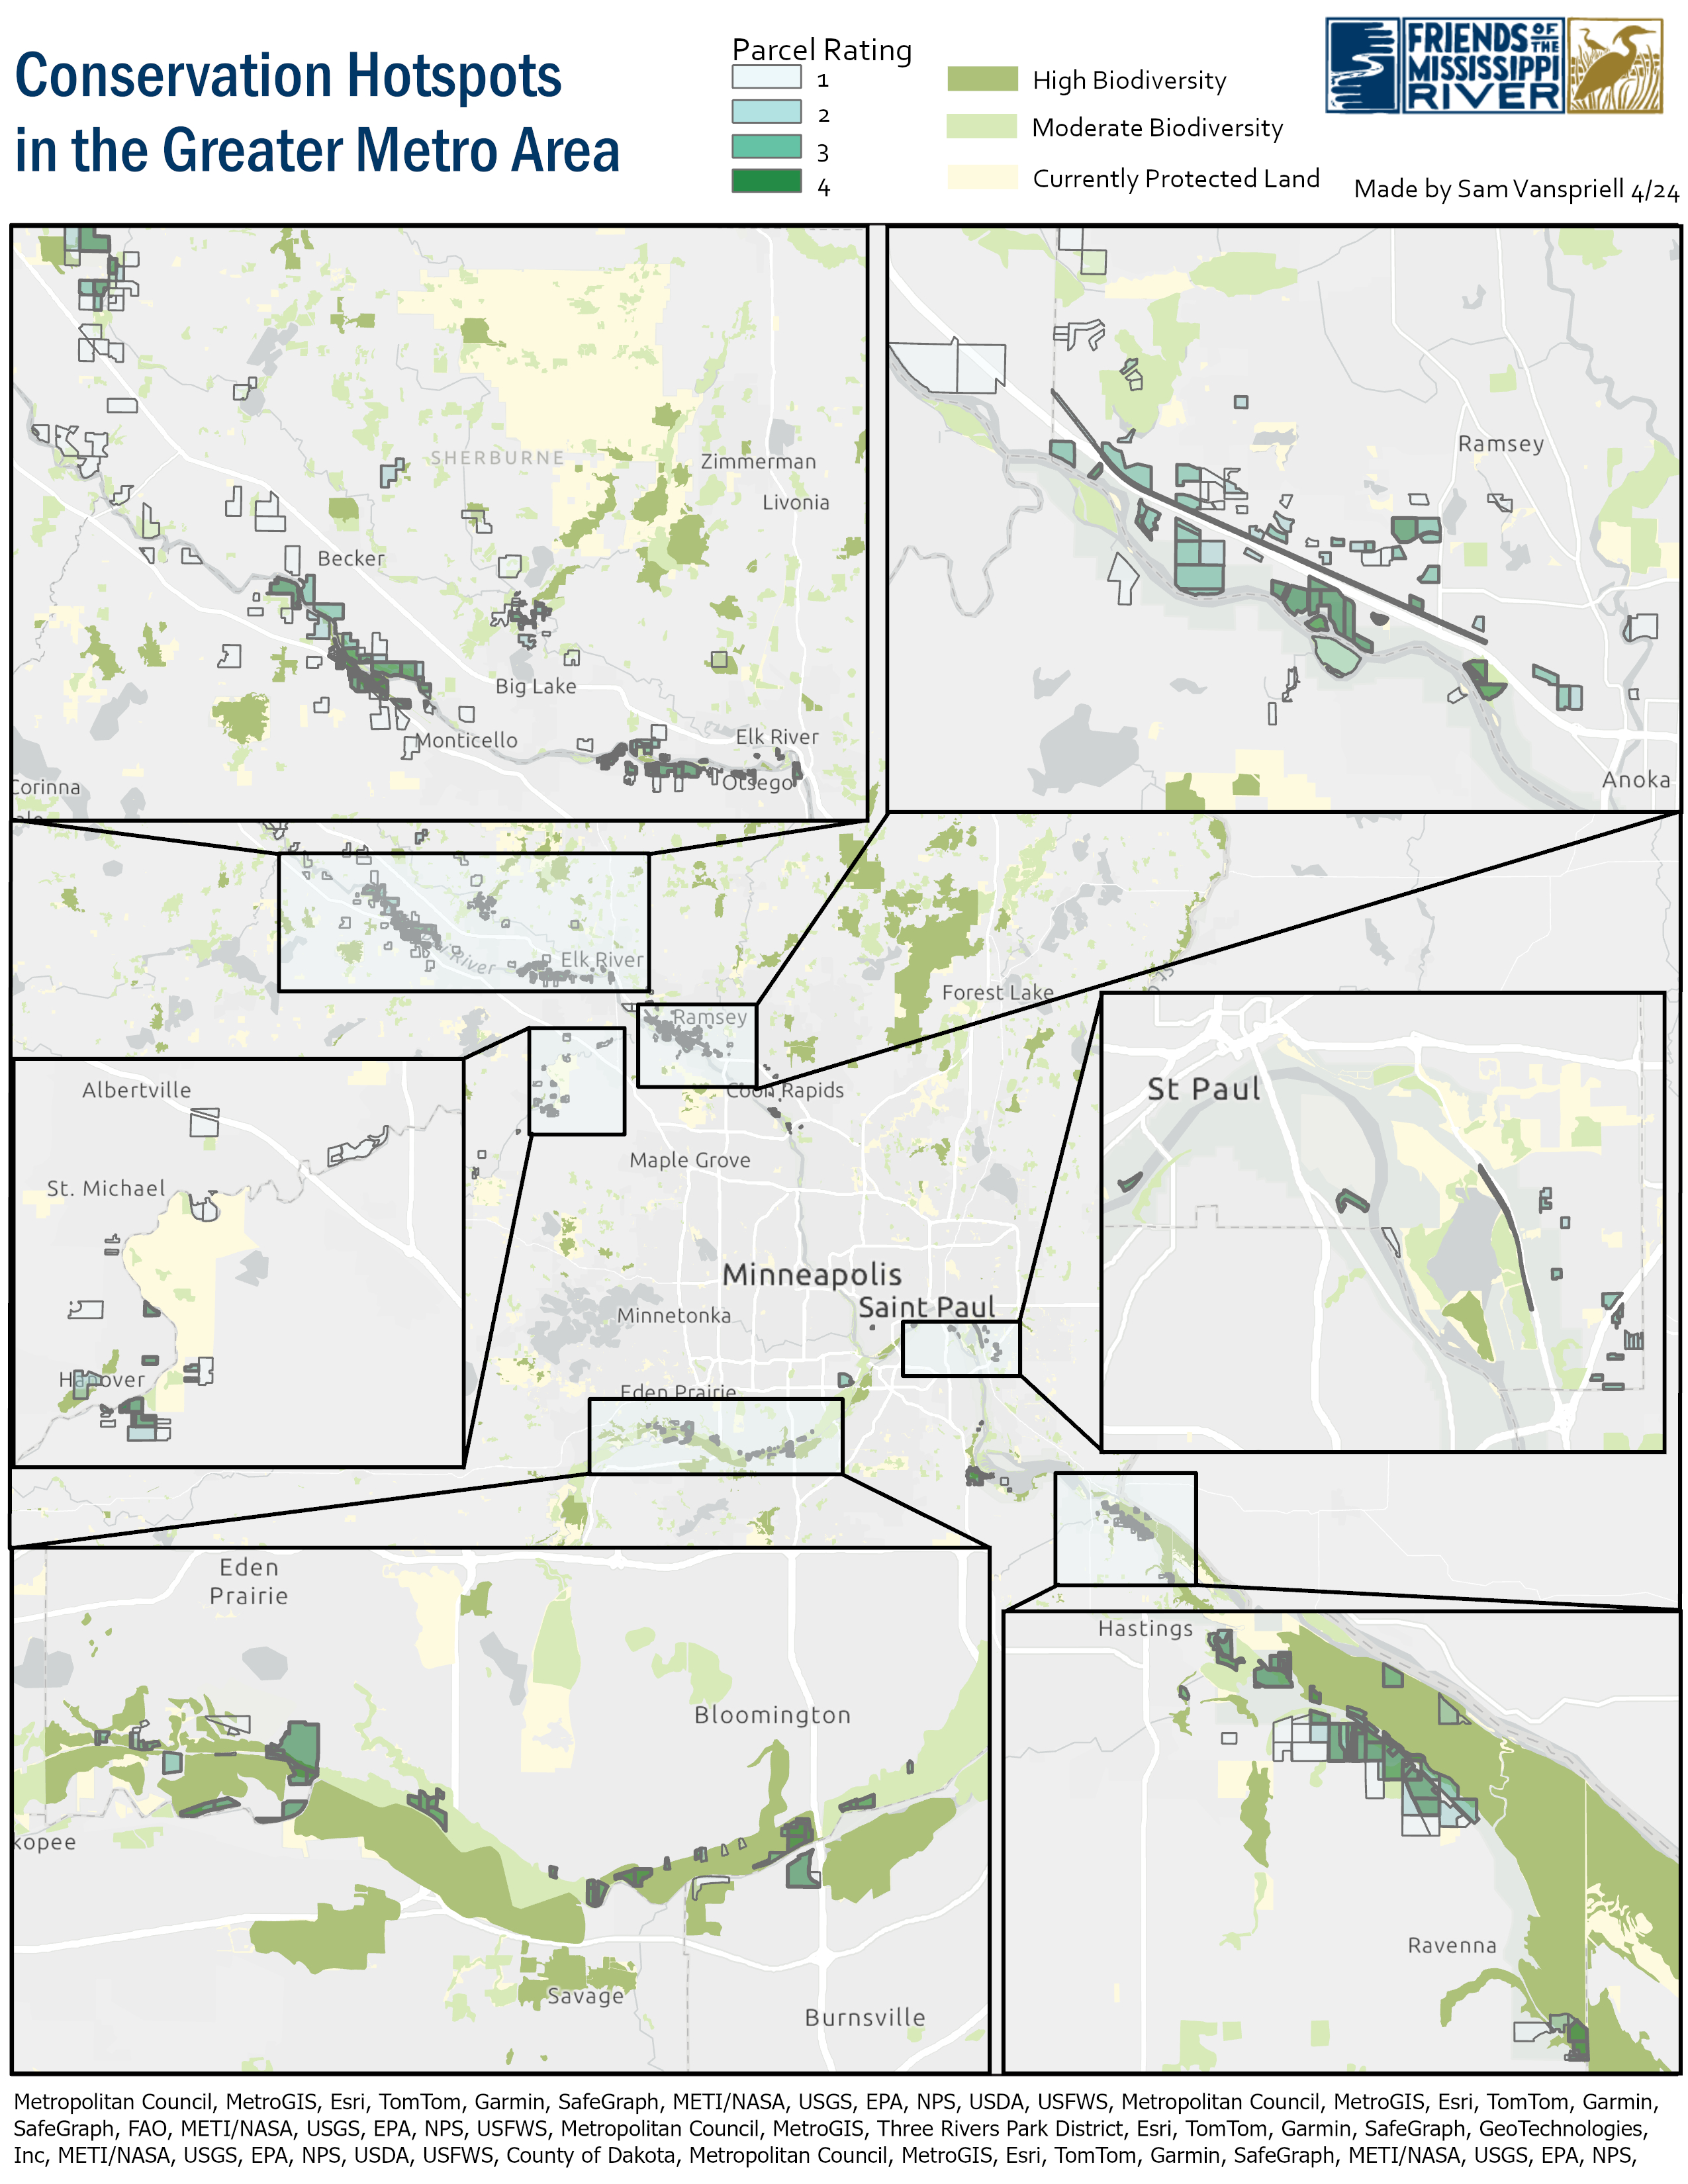 Conservation Hotspots
in the Greater Metro Area
Parcel Rating
1
2
3
4
High Biodiversity
Moderate Biodiversity
Currently Protected Land
FRIENDS OF THE
MISSISSIPPI
RIVER
Made by Sam Vanspriell 4/24
SHERBURNE
Zimmerman
Livonia
Becker
Big Lake
Monticello
Elk River
Otsego
Corinna
Ramsey
Anoka
River
Elk River
Ramsey
Forest Lake
Coon Rapids
Maple Grove
Minneapolis
Saint Paul
Minnetonka
Eden Prairie
Albertville
St. Michael
Hanover
St Paul
Eden
Prairie
Bloomington
kopee
Savage
Burnsville
Hastings
Ravenna
Metropolitan Council, MetroGIS, Esri, TomTom, Garmin, SafeGraph, METI/NASA, USGS, EPA, NPS, USDA, USFWS, Metropolitan Council, MetroGIS, Esri, TomTom, Garmin,
SafeGraph, FAO, METI/NASA, USGS, EPA, NPS, USFWS, Metropolitan Council, MetroGIS, Three Rivers Park District, Esri, TomTom, Garmin, SafeGraph, GeoTechnologies,
Inc, METI/NASA, USGS, EPA, NPS, USDA, USFWS, County of Dakota, Metropolitan Council, MetroGIS, Esri, TomTom, Garmin, SafeGraph, METI/NASA, USGS, EPA, NPS,